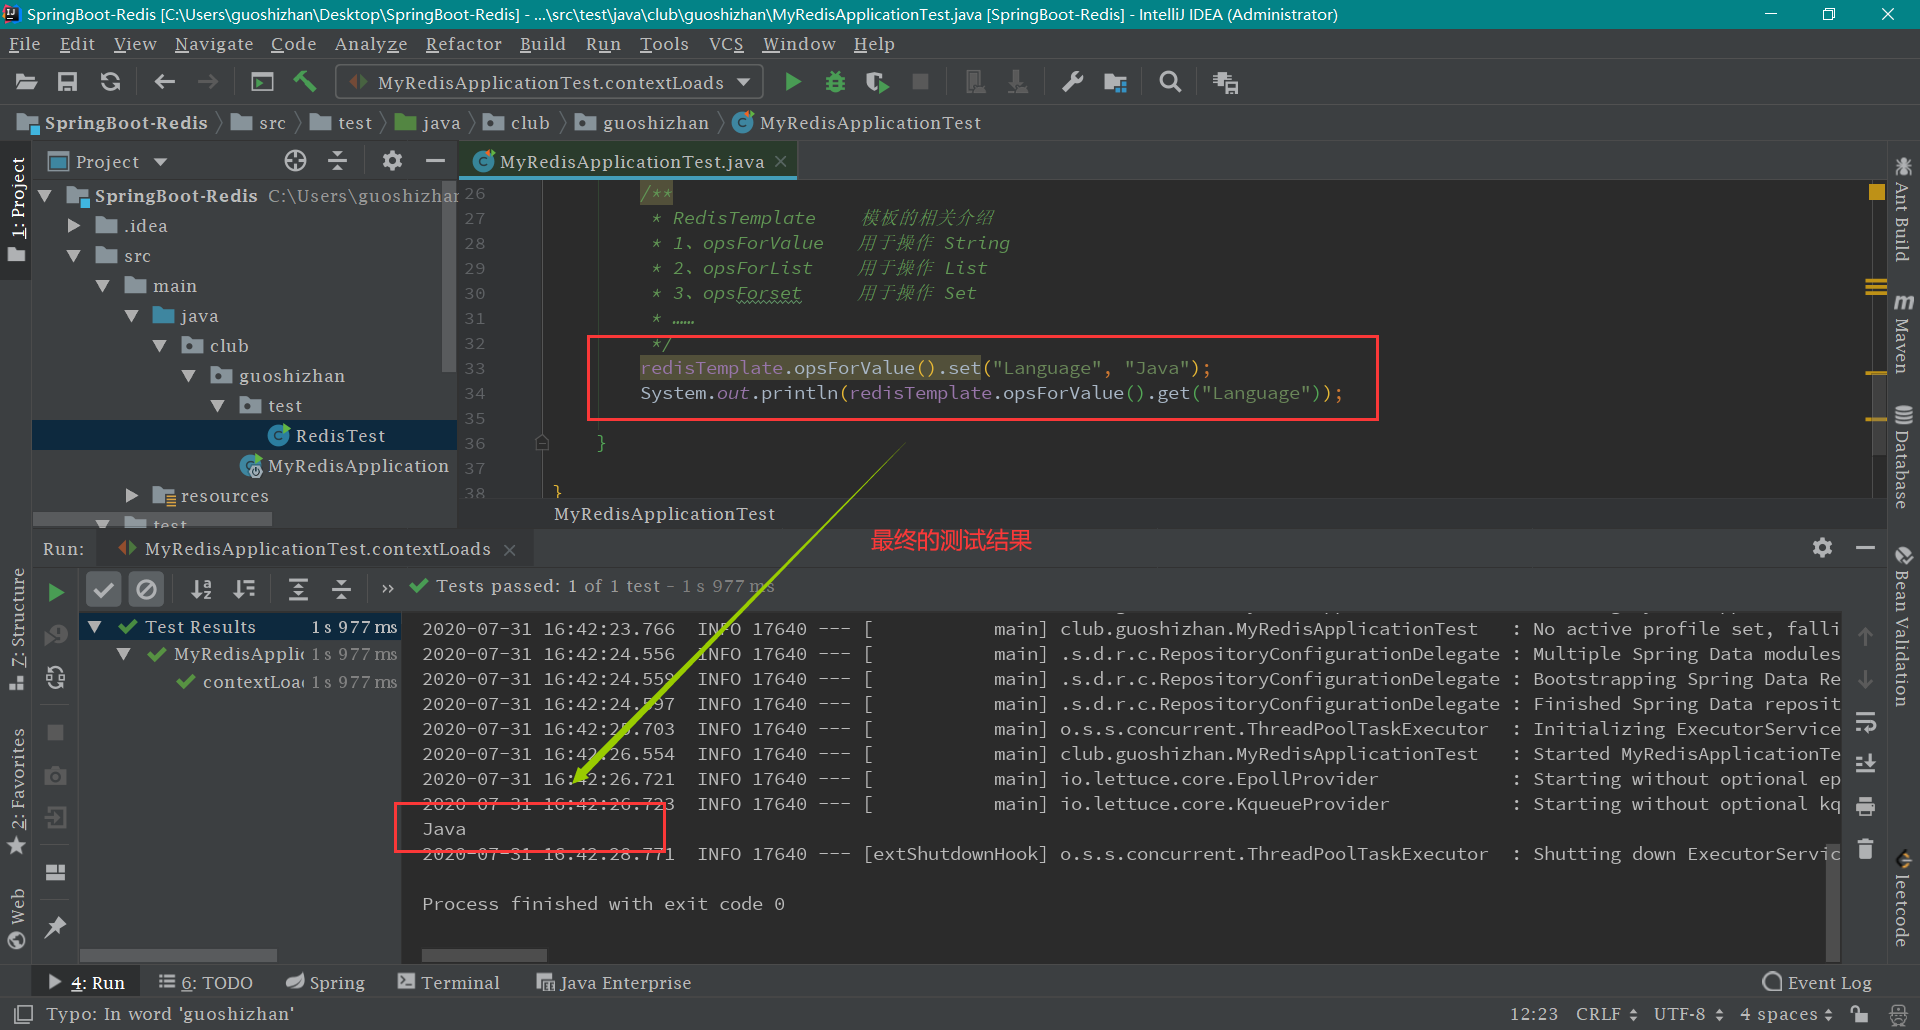 SpringBoot-Redis [C:\Users\guoshizhan\Desktop\SpringBoot-Redis] - ...\src\test\java\club\guoshizhan\MyRedisApplicationTest.java [SpringBoot-Redis] - IntelliJ IDEA (Administrator)
File Edit View Navigate Code Analyze Refactor Build Run Tools VCS Window Help
MyRedisApplicationTest.contextLoads
SpringBoot-Redis src test java club guoshizhan MyRedisApplicationTest
1: Project
Project
SpringBoot-Redis C:\Users\guoshizhan
.idea
src
main
java
club
guoshizhan
test
RedisTest
MyRedisApplication
resources
test
MyRedisApplicationTest.java
26 /**
27 * RedisTemplate 模板的相关介绍
28 * 1、opsForValue 用于操作 String
29 * 2、opsForList 用于操作 List
30 * 3、opsForset 用于操作 Set
31 * ……
32 */
33 redisTemplate.opsForValue().set("Language", "Java");
34 System.out.println(redisTemplate.opsForValue().get("Language"));
35
36 }
37
38 }
MyRedisApplicationTest
最终的测试结果
Ant Build
Maven
Database
Bean Validation
leetcode
Run: MyRedisApplicationTest.contextLoads
Tests passed: 1 of 1 test - 1 s 977 ms
Test Results 1 s 977 ms
MyRedisApplic 1 s 977 ms
contextLoa 1 s 977 ms
2020-07-31 16:42:23.766 INFO 17640 --- [ main] club.guoshizhan.MyRedisApplicationTest : No active profile set, falli
2020-07-31 16:42:24.556 INFO 17640 --- [ main] .s.d.r.c.RepositoryConfigurationDelegate : Multiple Spring Data modules
2020-07-31 16:42:24.559 INFO 17640 --- [ main] .s.d.r.c.RepositoryConfigurationDelegate : Bootstrapping Spring Data Re
2020-07-31 16:42:24.597 INFO 17640 --- [ main] .s.d.r.c.RepositoryConfigurationDelegate : Finished Spring Data reposit
2020-07-31 16:42:25.703 INFO 17640 --- [ main] o.s.s.concurrent.ThreadPoolTaskExecutor : Initializing ExecutorService
2020-07-31 16:42:26.554 INFO 17640 --- [ main] club.guoshizhan.MyRedisApplicationTest : Started MyRedisApplicationTe
2020-07-31 16:42:26.721 INFO 17640 --- [ main] io.lettuce.core.EpollProvider : Starting without optional ep
2020-07-31 16:42:26.723 INFO 17640 --- [ main] io.lettuce.core.KqueueProvider : Starting without optional kq
Java
2020-07-31 16:42:28.771 INFO 17640 --- [extShutdownHook] o.s.s.concurrent.ThreadPoolTaskExecutor : Shutting down ExecutorServic
Process finished with exit code 0
Z: Structure
2: Favorites
Web
4: Run 6: TODO Spring Terminal Java Enterprise Event Log
Typo: In word 'guoshizhan' 12:23 CRLF UTF-8 4 spaces